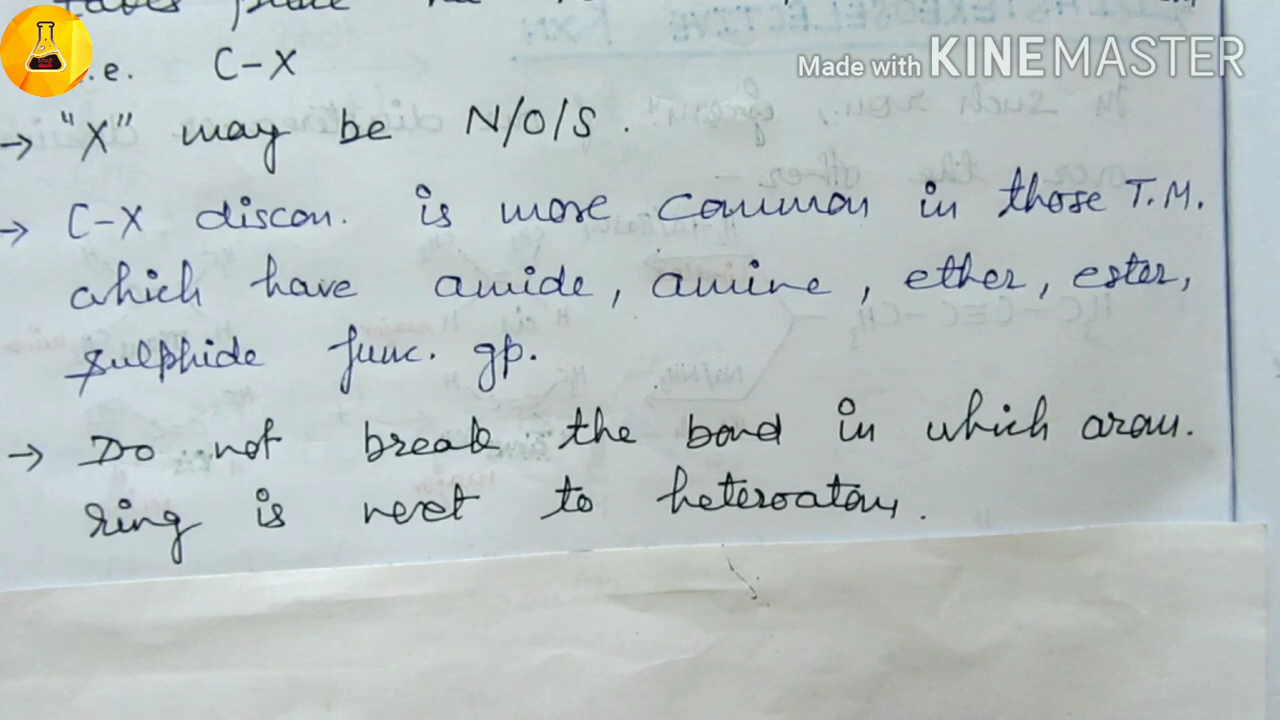 Made with KINEMASTER
i.e. C-X
→ "X" may be N/O/S.
→ C-X discon. is more common in those T.M.
which have amide, amine, ether, ester,
sulphide func. gp.
→ Do not break the bond in which arom.
ring is next to heteroatom.